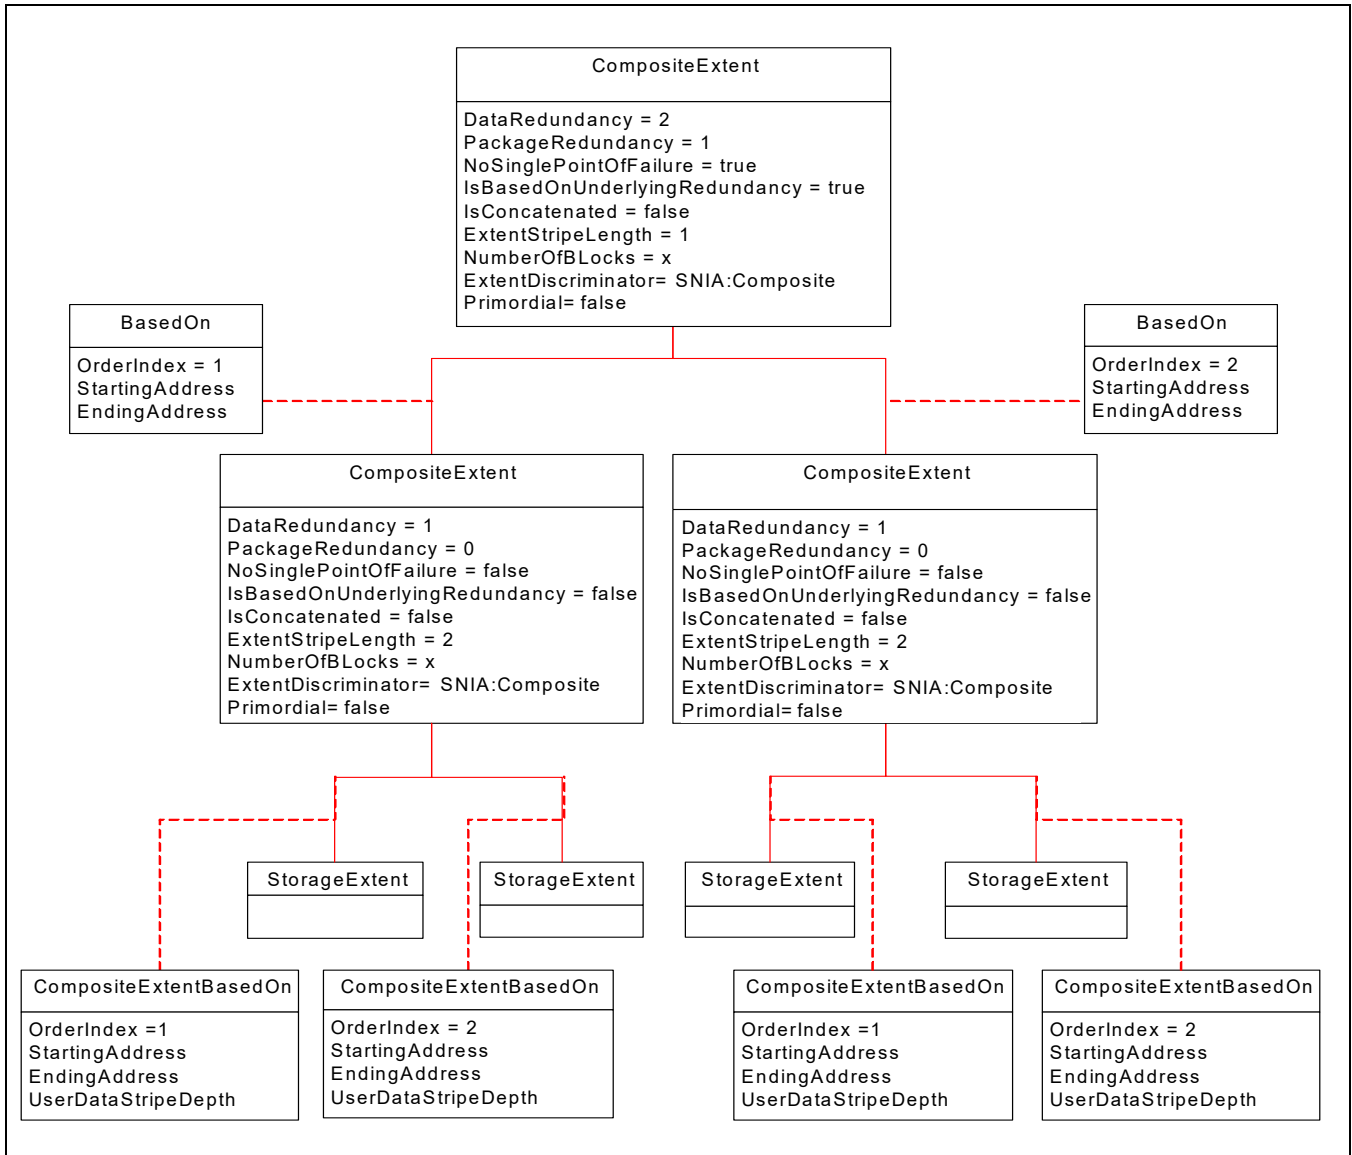 CompositeExtent
DataRedundancy = 2
PackageRedundancy = 1
NoSinglePointOfFailure = true
IsBasedOnUnderlyingRedundancy = true
IsConcatenated = false
ExtentStripeLength = 1
NumberOfBLocks = x
ExtentDiscriminator= SNIA:Composite
Primordial= false
BasedOn
OrderIndex = 1
StartingAddress
EndingAddress
BasedOn
OrderIndex = 2
StartingAddress
EndingAddress
CompositeExtent
DataRedundancy = 1
PackageRedundancy = 0
NoSinglePointOfFailure = false
IsBasedOnUnderlyingRedundancy = false
IsConcatenated = false
ExtentStripeLength = 2
NumberOfBLocks = x
ExtentDiscriminator= SNIA:Composite
Primordial= false
CompositeExtent
DataRedundancy = 1
PackageRedundancy = 0
NoSinglePointOfFailure = false
IsBasedOnUnderlyingRedundancy = false
IsConcatenated = false
ExtentStripeLength = 2
NumberOfBLocks = x
ExtentDiscriminator= SNIA:Composite
Primordial= false
StorageExtent
StorageExtent
StorageExtent
StorageExtent
CompositeExtentBasedOn
OrderIndex =1
StartingAddress
EndingAddress
UserDataStripeDepth
CompositeExtentBasedOn
OrderIndex = 2
StartingAddress
EndingAddress
UserDataStripeDepth
CompositeExtentBasedOn
OrderIndex =1
StartingAddress
EndingAddress
UserDataStripeDepth
CompositeExtentBasedOn
OrderIndex = 2
StartingAddress
EndingAddress
UserDataStripeDepth